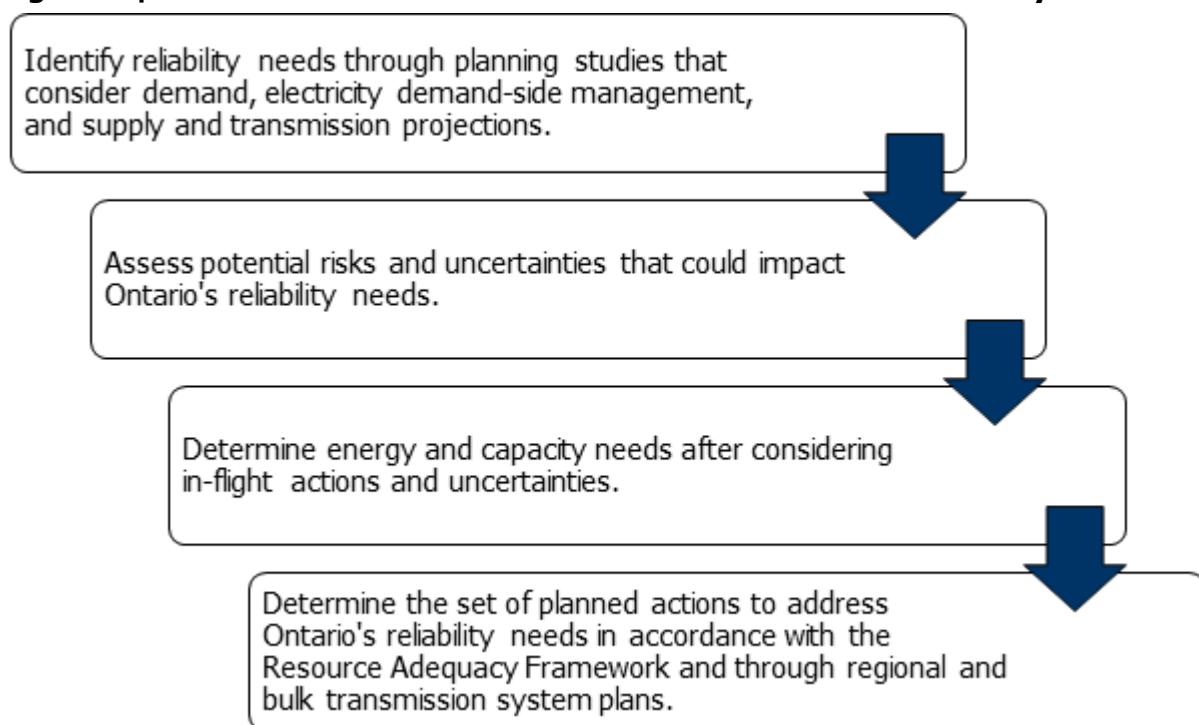 Identify reliability needs through planning studies that
consider demand, electricity demand-side management,
and supply and transmission projections.
Assess potential risks and uncertainties that could impact
Ontario's reliability needs.
Determine energy and capacity needs after considering
in-flight actions and uncertainties.
Determine the set of planned actions to address
Ontario's reliability needs in accordance with the
Resource Adequacy Framework and through regional and
bulk transmission system plans.